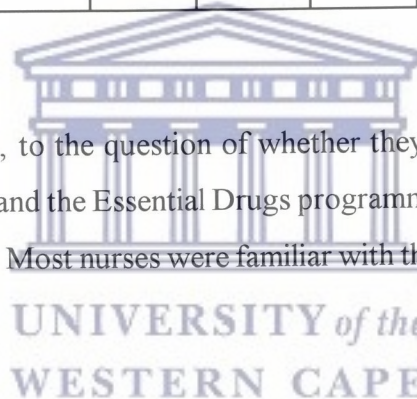 , to the question of whether they
and the Essential Drugs programm
Most nurses were familiar with th
UNIVERSITY of the
WESTERN CAPE